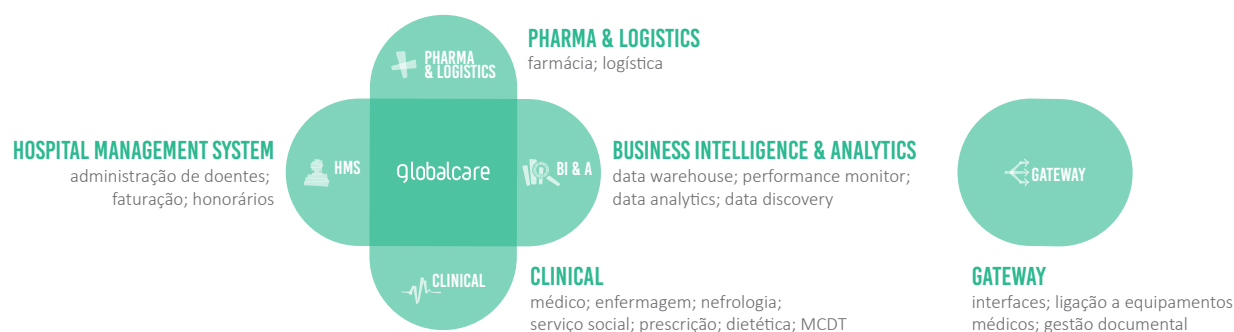 PHARMA & LOGISTICS
farmácia; logística
PHARMA
& LOGISTICS
HOSPITAL MANAGEMENT SYSTEM
administração de doentes;
faturação; honorários
HMS
globalcare
BI & A
BUSINESS INTELLIGENCE & ANALYTICS
data warehouse; performance monitor;
data analytics; data discovery
GATEWAY
CLINICAL
CLINICAL
médico; enfermagem; nefrologia;
serviço social; prescrição; dietética; MCDT
GATEWAY
interfaces; ligação a equipamentos
médicos; gestão documental